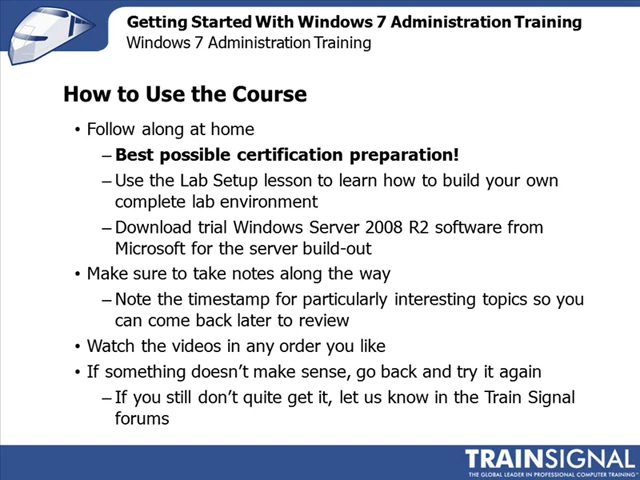 Getting Started With Windows 7 Administration Training
Windows 7 Administration Training
How to Use the Course
• Follow along at home
– Best possible certification preparation!
– Use the Lab Setup lesson to learn how to build your own
complete lab environment
– Download trial Windows Server 2008 R2 software from
Microsoft for the server build-out
• Make sure to take notes along the way
– Note the timestamp for particularly interesting topics so you
can come back later to review
• Watch the videos in any order you like
• If something doesn't make sense, go back and try it again
– If you still don't quite get it, let us know in the Train Signal
forums
TRAINSIGNAL
THE GLOBAL LEADER IN PROFESSIONAL COMPUTER TRAINING™